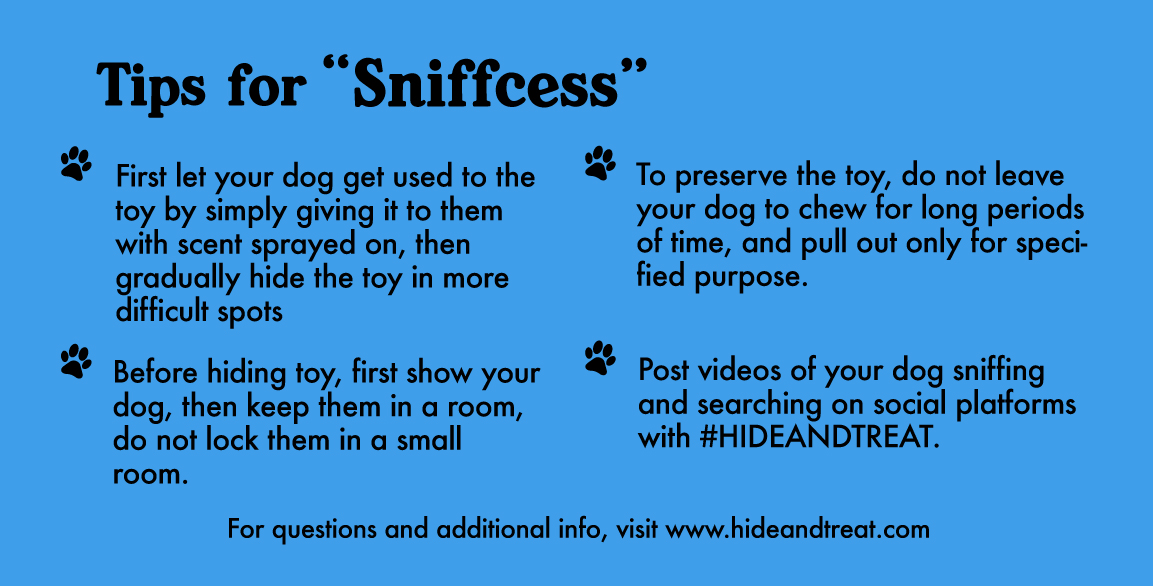 Tips for “Sniffcess”
First let your dog get used to the
toy by simply giving it to them
with scent sprayed on, then
gradually hide the toy in more
difficult spots
Before hiding toy, first show your
dog, then keep them in a room,
do not lock them in a small
room.
To preserve the toy, do not leave
your dog to chew for long periods
of time, and pull out only for speci-
fied purpose.
Post videos of your dog sniffing
and searching on social platforms
with #HIDEANDTREAT.
For questions and additional info, visit www.hideandtreat.com